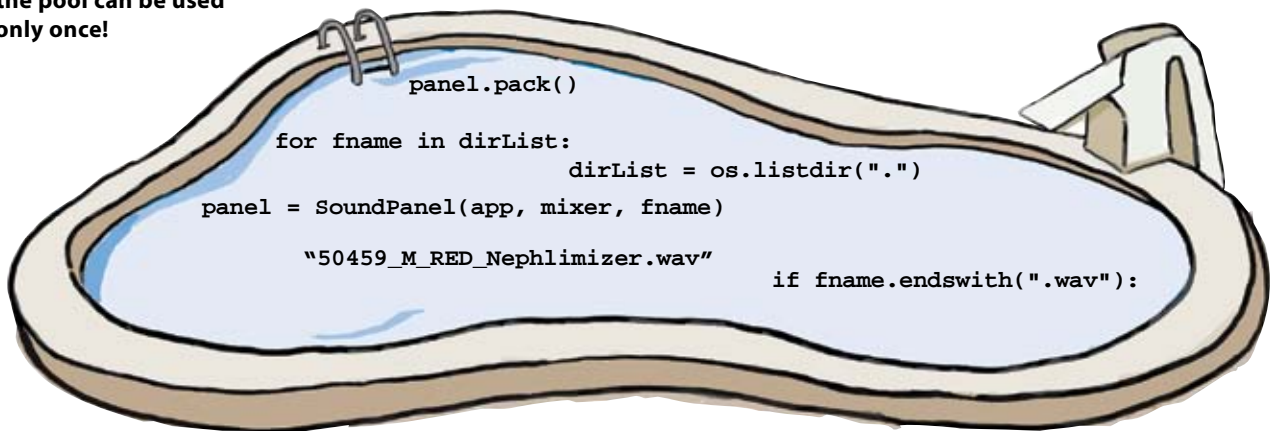 the pool can be used
only once!
panel.pack()
for fname in dirList:
dirList = os.listdir(".")
panel = SoundPanel(app, mixer, fname)
“50459_M_RED_Nephlimizer.wav”
if fname.endswith(".wav"):